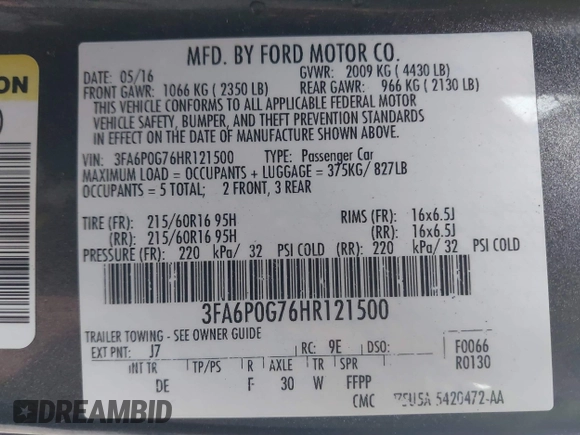 ON
MFD. BY FORD MOTOR CO.
DATE: 05/16 GVWR: 2009 KG ( 4430 LB)
FRONT GAWR: 1066 KG ( 2350 LB) REAR GAWR: 966 KG ( 2130 LB)
THIS VEHICLE CONFORMS TO ALL APPLICABLE FEDERAL MOTOR
VEHICLE SAFETY, BUMPER, AND THEFT PREVENTION STANDARDS
IN EFFECT ON THE DATE OF MANUFACTURE SHOWN ABOVE.
VIN: 3FA6P0G76HR121500 TYPE: Passenger Car
MAXIMUM LOAD = OCCUPANTS + LUGGAGE = 375KG/ 827LB
OCCUPANTS = 5 TOTAL; 2 FRONT, 3 REAR
TIRE (FR): 215/60R16 95H RIMS (FR): 16x6.5J
(RR): 215/60R16 95H (RR): 16x6.5J
PRESSURE (FR): 220 kPa/ 32 PSI COLD (RR): 220 kPa/ 32 PSI COLD
3FA6P0G76HR121500
TRAILER TOWING - SEE OWNER GUIDE
EXT PNT: J7 RC: 9E DSO: F0066
INT TR TP/PS R AXLE TR SPR R0130
DE F 30 W FFPP
CMC 5420472-AA
DREAMBID